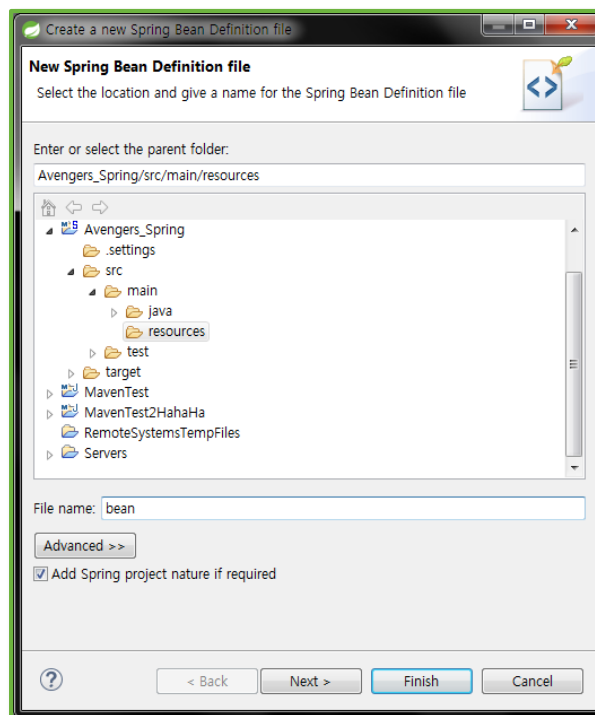 Create a new Spring Bean Definition file
New Spring Bean Definition file
Select the location and give a name for the Spring Bean Definition file
Enter or select the parent folder:
Avengers_Spring/src/main/resources
Avengers_Spring
.settings
src
main
java
resources
test
target
MavenTest
MavenTest2HahaHa
RemoteSystemsTempFiles
Servers
File name: bean
Advanced >>
Add Spring project nature if required
< Back Next > Finish Cancel